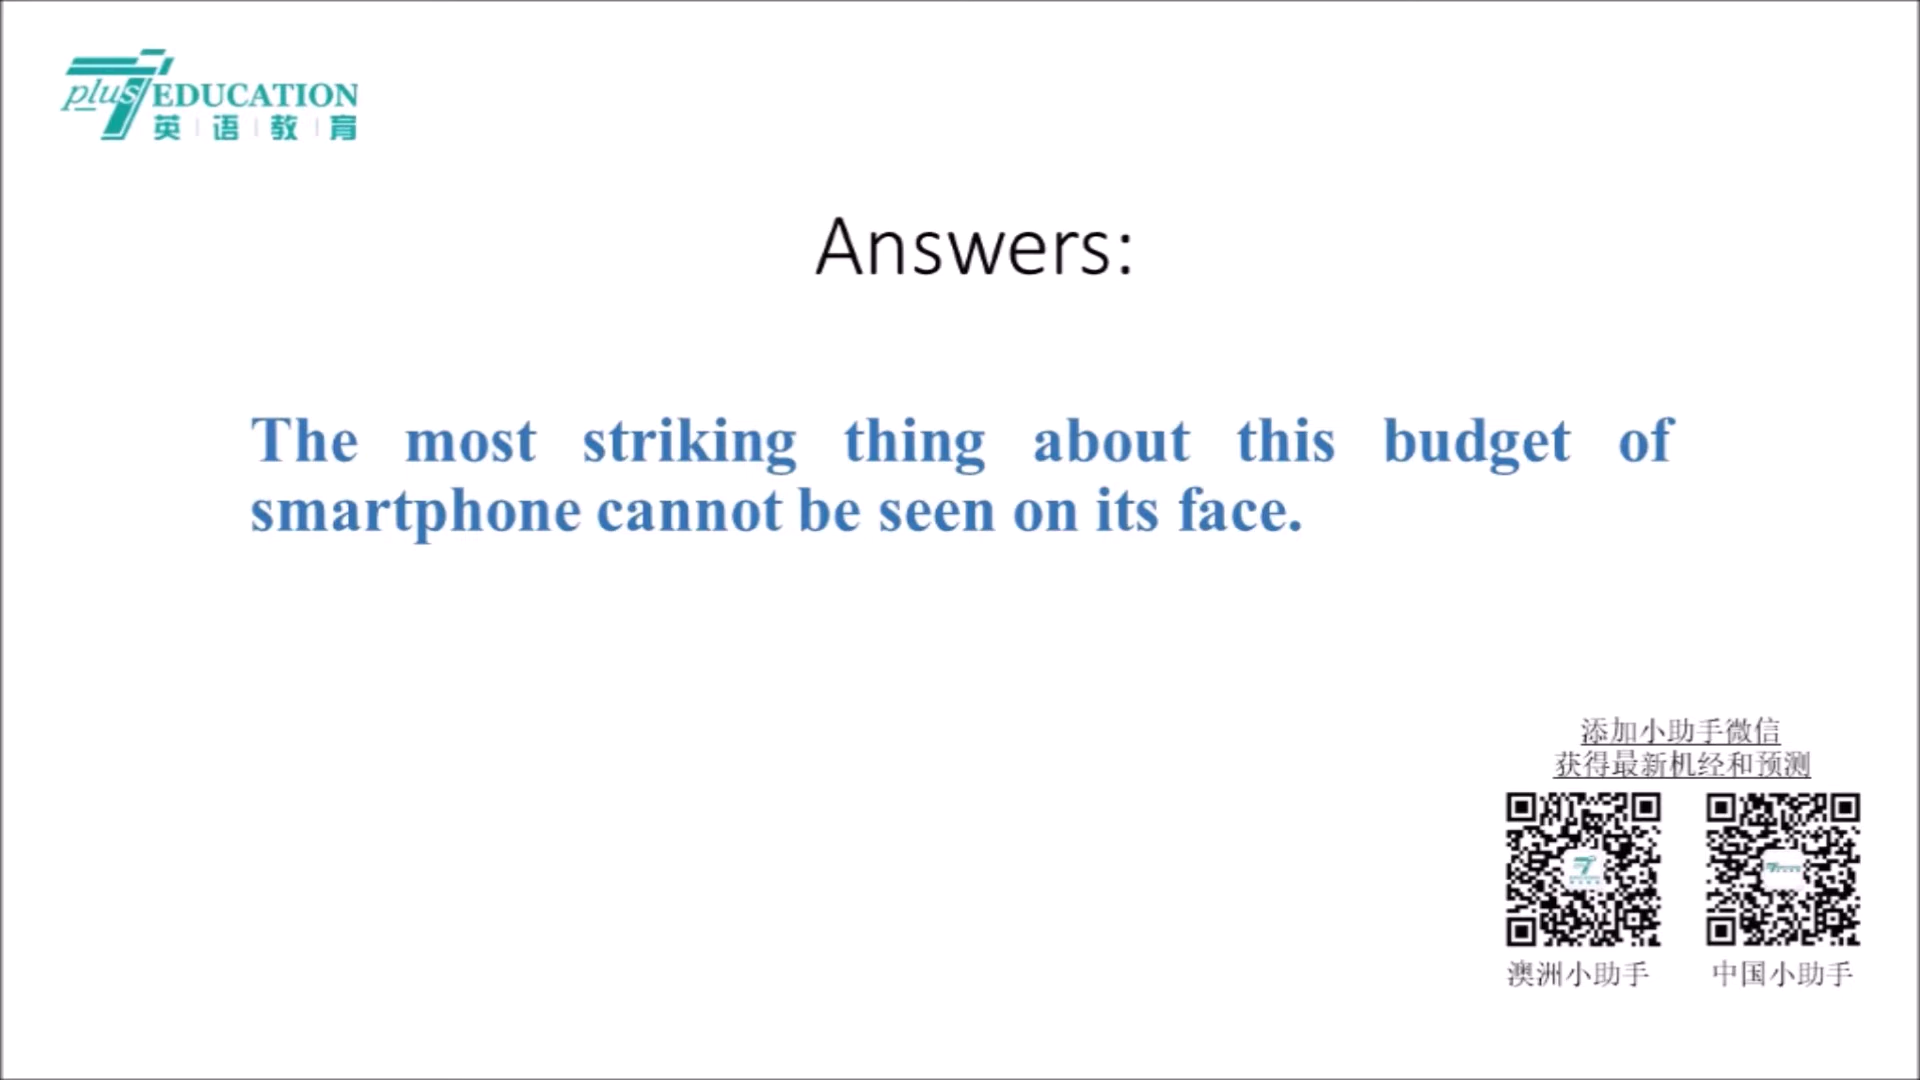 plus 7 EDUCATION
英语教育
Answers:
The most striking thing about this budget of
smartphone cannot be seen on its face.
添加小助手微信
获得最新机经和预测
澳洲小助手 中国小助手